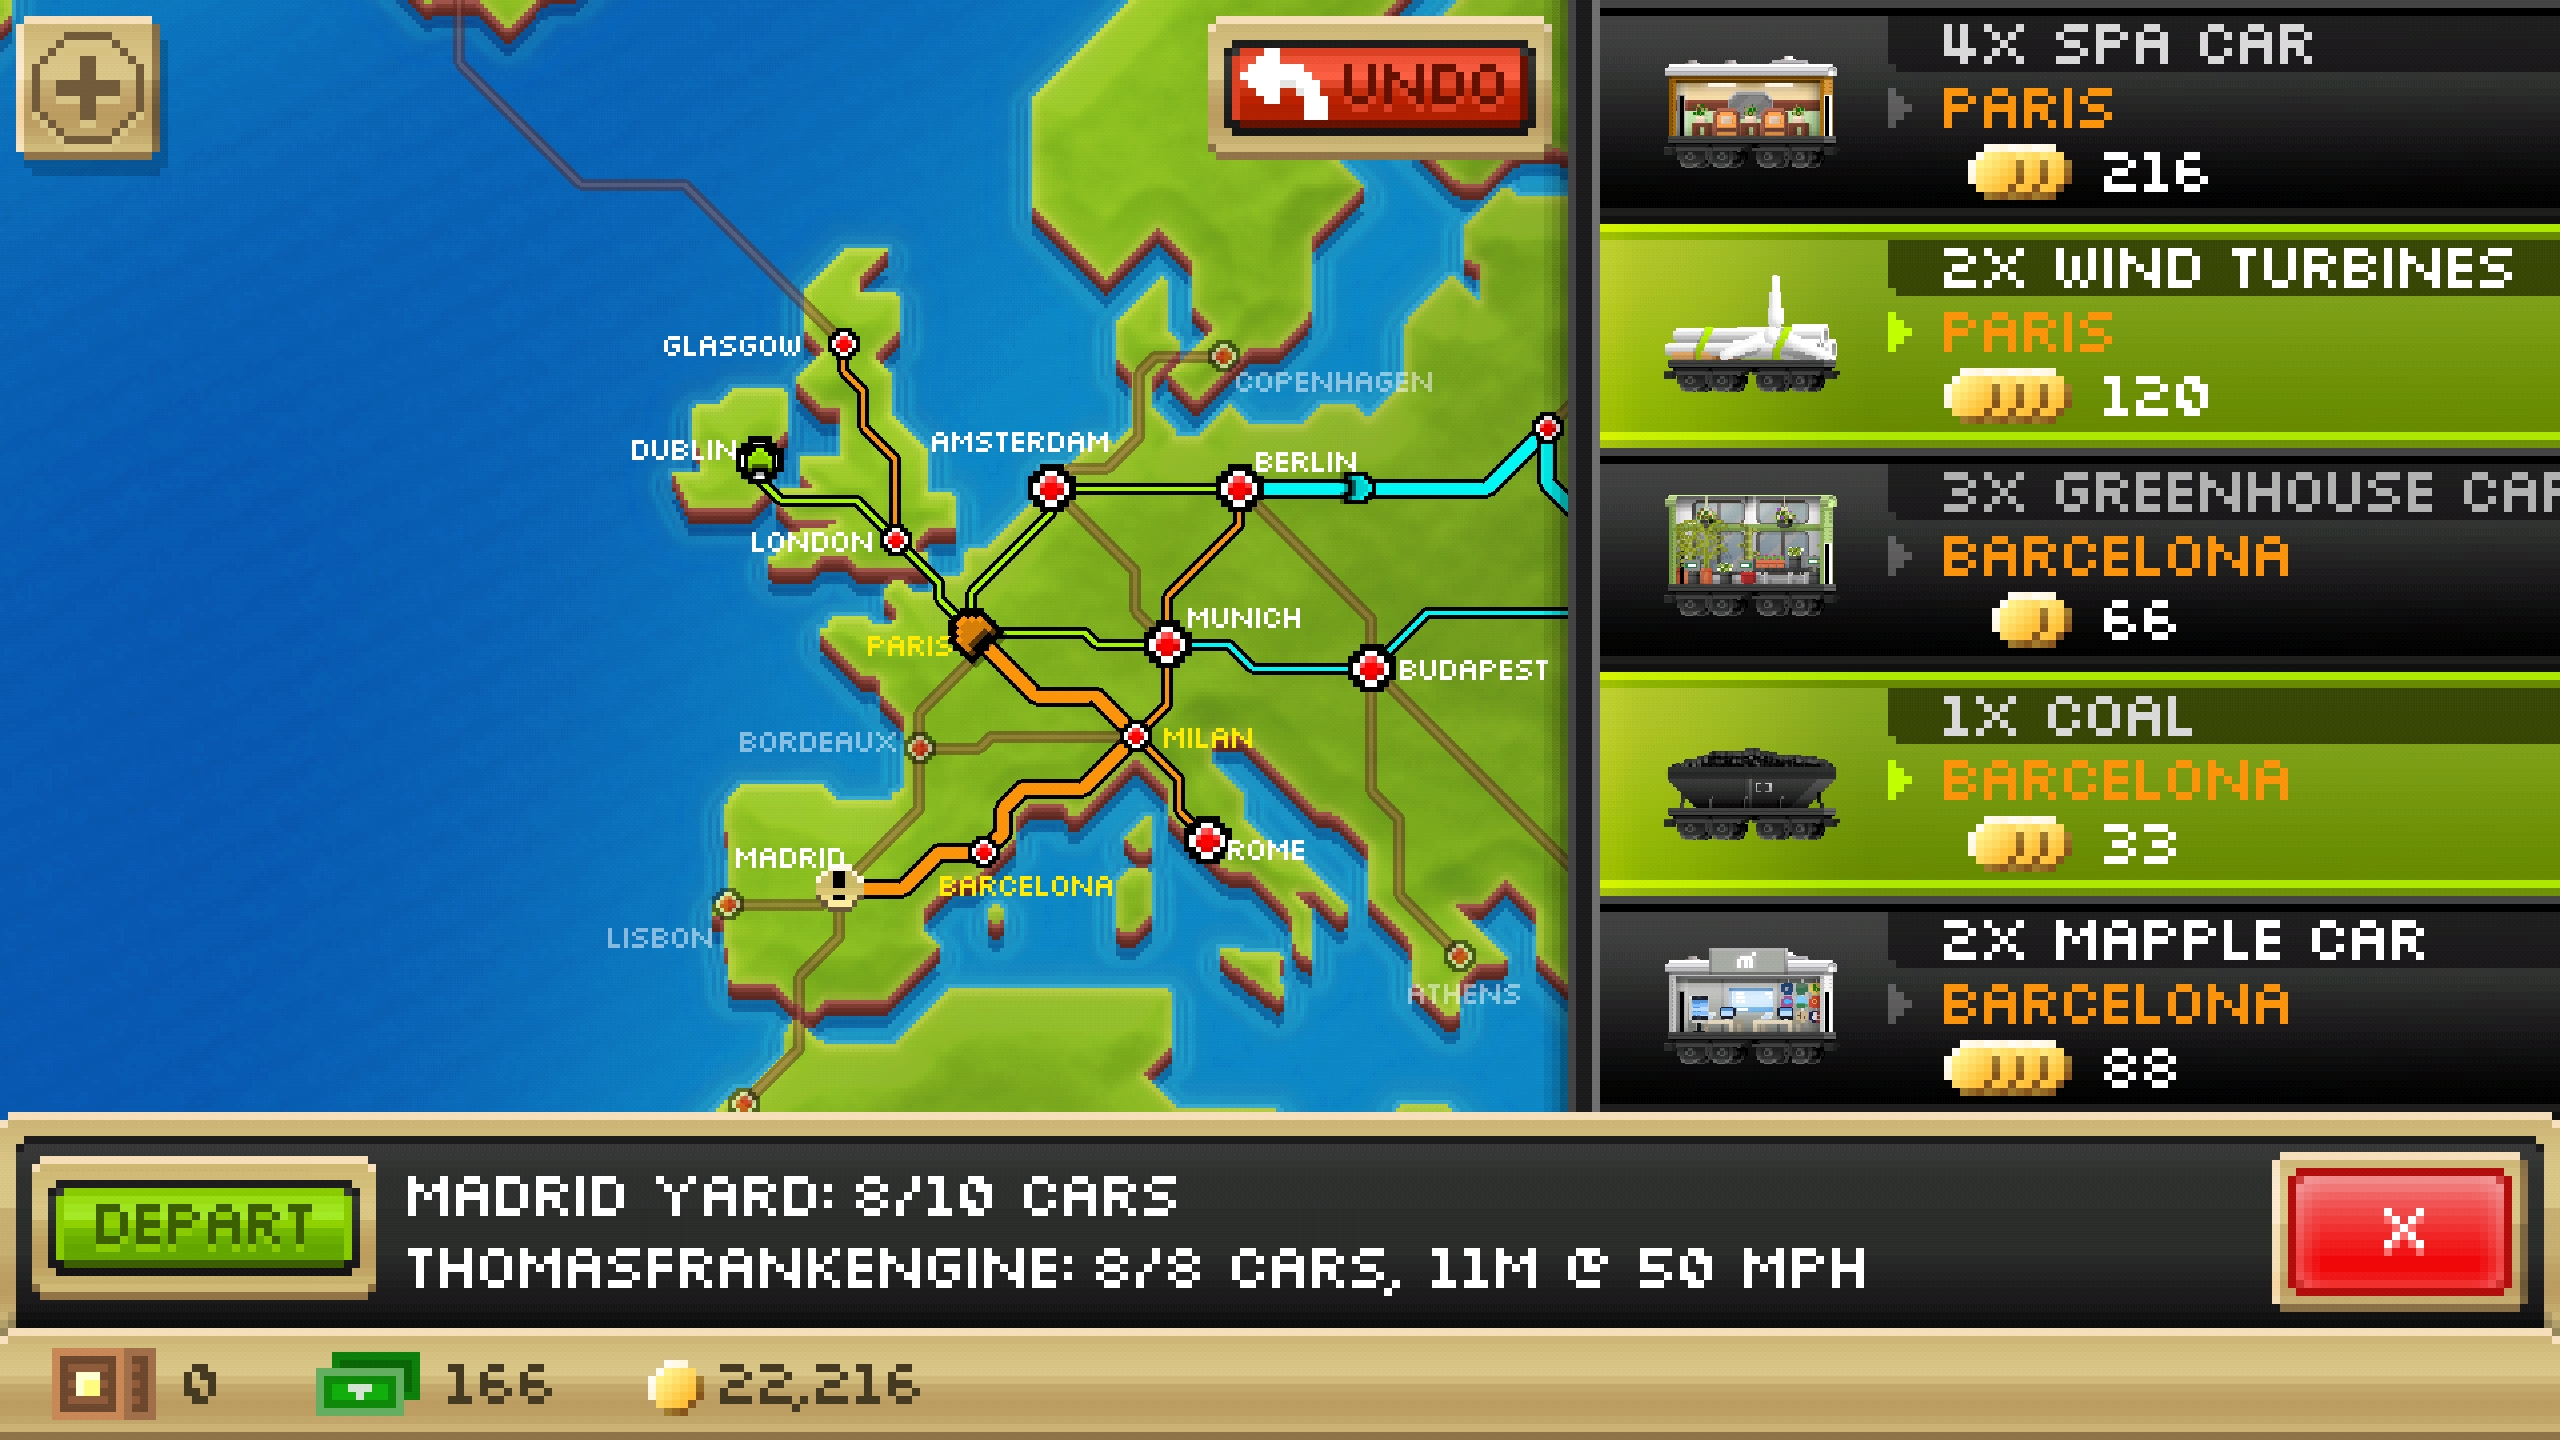 UNDO
GLASGOW
DUBLIN
AMSTERDAM
COPENHAGEN
BERLIN
LONDON
PARIS
MUNICH
BUDAPEST
BORDEAUX
MILAN
MADRID
ROME
BARCELONA
LISBON
ATHENS
4X SPA CAR
PARIS
216
2X WIND TURBINES
PARIS
120
3X GREENHOUSE CAR
BARCELONA
66
1X COAL
BARCELONA
33
2X MAPPLE CAR
BARCELONA
88
DEPART
MADRID YARD: 8/10 CARS
THOMASFRANKENGINE: 8/8 CARS, 11M @ 50 MPH
X
0 166 22,216